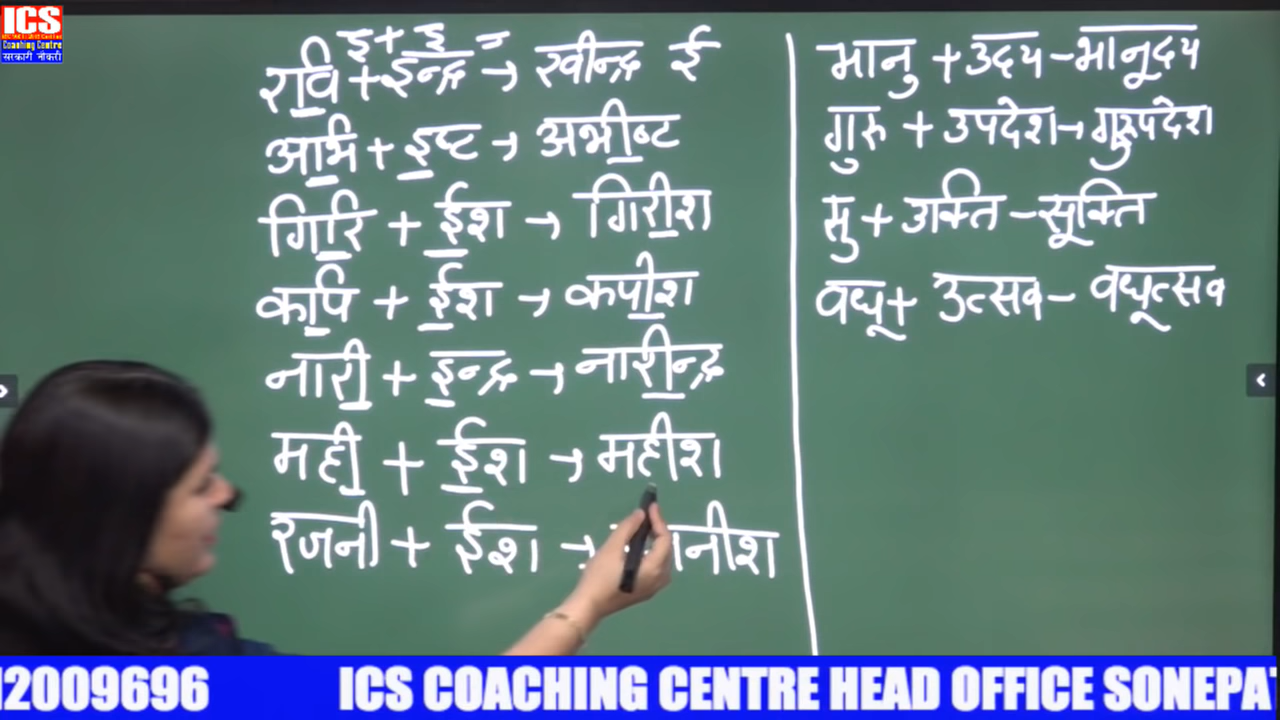 ICS
Coaching Centre
सरकारी नौकरी
इ + इ = ई
रवि + इन्द्र → रवीन्द्र
अभि + इष्ट → अभीष्ट
गिरि + ईश → गिरीश
कपि + ईश → कपीश
नारी + इन्द्र → नारीन्द्र
मही + ईश → महीश
रजनी + ईश → नीश
भानु + उदय - भानूदय
गुरु + उपदेश → गुरूपदेश
सु + उक्ति - सूक्ति
वधू + उत्सव - वधूत्सव
12009696 ICS COACHING CENTRE HEAD OFFICE SONEPAT